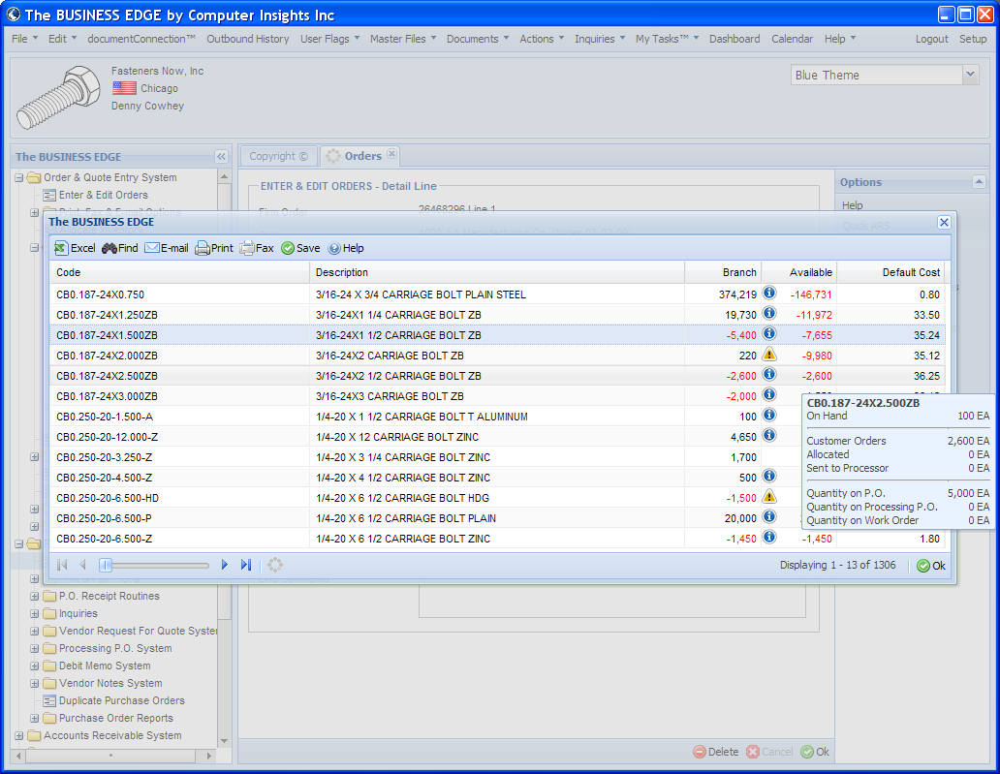 The BUSINESS EDGE by Computer Insights Inc
File Edit documentConnection™ Outbound History User Flags Master Files Documents Actions Inquiries My Tasks™ Dashboard Calendar Help Logout Setup
Fasteners Now, Inc
Chicago
Denny Cowhey
Blue Theme
The BUSINESS EDGE
Copyright © Orders
Options
Order & Quote Entry System
Enter & Edit Orders
ENTER & EDIT ORDERS - Detail Line
26468296 Line 1
Help
Quick ARS
The BUSINESS EDGE
Excel Find E-mail Print Fax Save Help
Code Description Branch Available Default Cost
CB0.187-24X0.750 3/16-24 X 3/4 CARRIAGE BOLT PLAIN STEEL 374,219 -146,731 0.80
CB0.187-24X1.250ZB 3/16-24X1 1/4 CARRIAGE BOLT ZB 19,730 -11,972 33.50
CB0.187-24X1.500ZB 3/16-24X1 1/2 CARRIAGE BOLT ZB -5,400 -7,655 35.24
CB0.187-24X2.000ZB 3/16-24X2 CARRIAGE BOLT ZB 220 -9,980 35.12
CB0.187-24X2.500ZB 3/16-24X2 1/2 CARRIAGE BOLT ZB -2,600 -2,600 36.25
CB0.187-24X3.000ZB 3/16-24X3 CARRIAGE BOLT ZB -2,000
CB0.250-20-1.500-A 1/4-20 X 1 1/2 CARRIAGE BOLT T ALUMINUM 100
CB0.250-20-12.000-Z 1/4-20 X 12 CARRIAGE BOLT ZINC 4,650
CB0.250-20-3.250-Z 1/4-20 X 3 1/4 CARRIAGE BOLT ZINC 1,700
CB0.250-20-4.500-Z 1/4-20 X 4 1/2 CARRIAGE BOLT ZINC 500
CB0.250-20-6.500-HD 1/4-20 X 6 1/2 CARRIAGE BOLT HDG -1,500
CB0.250-20-6.500-P 1/4-20 X 6 1/2 CARRIAGE BOLT PLAIN 20,000
CB0.250-20-6.500-Z 1/4-20 X 6 1/2 CARRIAGE BOLT ZINC -1,450 -1,450 1.80
CB0.187-24X2.500ZB
On Hand 100 EA
Customer Orders 2,600 EA
Allocated 0 EA
Sent to Processor 0 EA
Quantity on P.O. 5,000 EA
Quantity on Processing P.O. 0 EA
Quantity on Work Order 0 EA
Displaying 1 - 13 of 1306 Ok
P.O. Receipt Routines
Inquiries
Vendor Request For Quote System
Processing P.O. System
Debit Memo System
Vendor Notes System
Duplicate Purchase Orders
Purchase Order Reports
Accounts Receivable System
Delete Cancel Ok